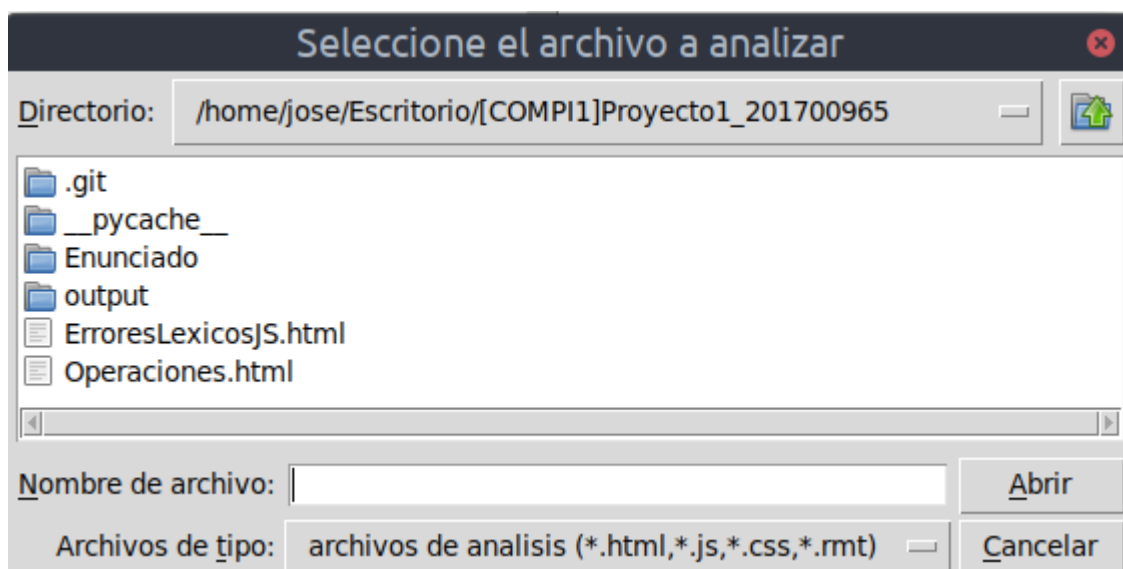 Seleccione el archivo a analizar
Directorio: /home/jose/Escritorio/[COMPI1]Proyecto1_201700965
.git
__pycache__
Enunciado
output
ErroresLexicosJS.html
Operaciones.html
Nombre de archivo: Abrir
Archivos de tipo: archivos de analisis (*.html,*.js,*.css,*.rmt) Cancelar